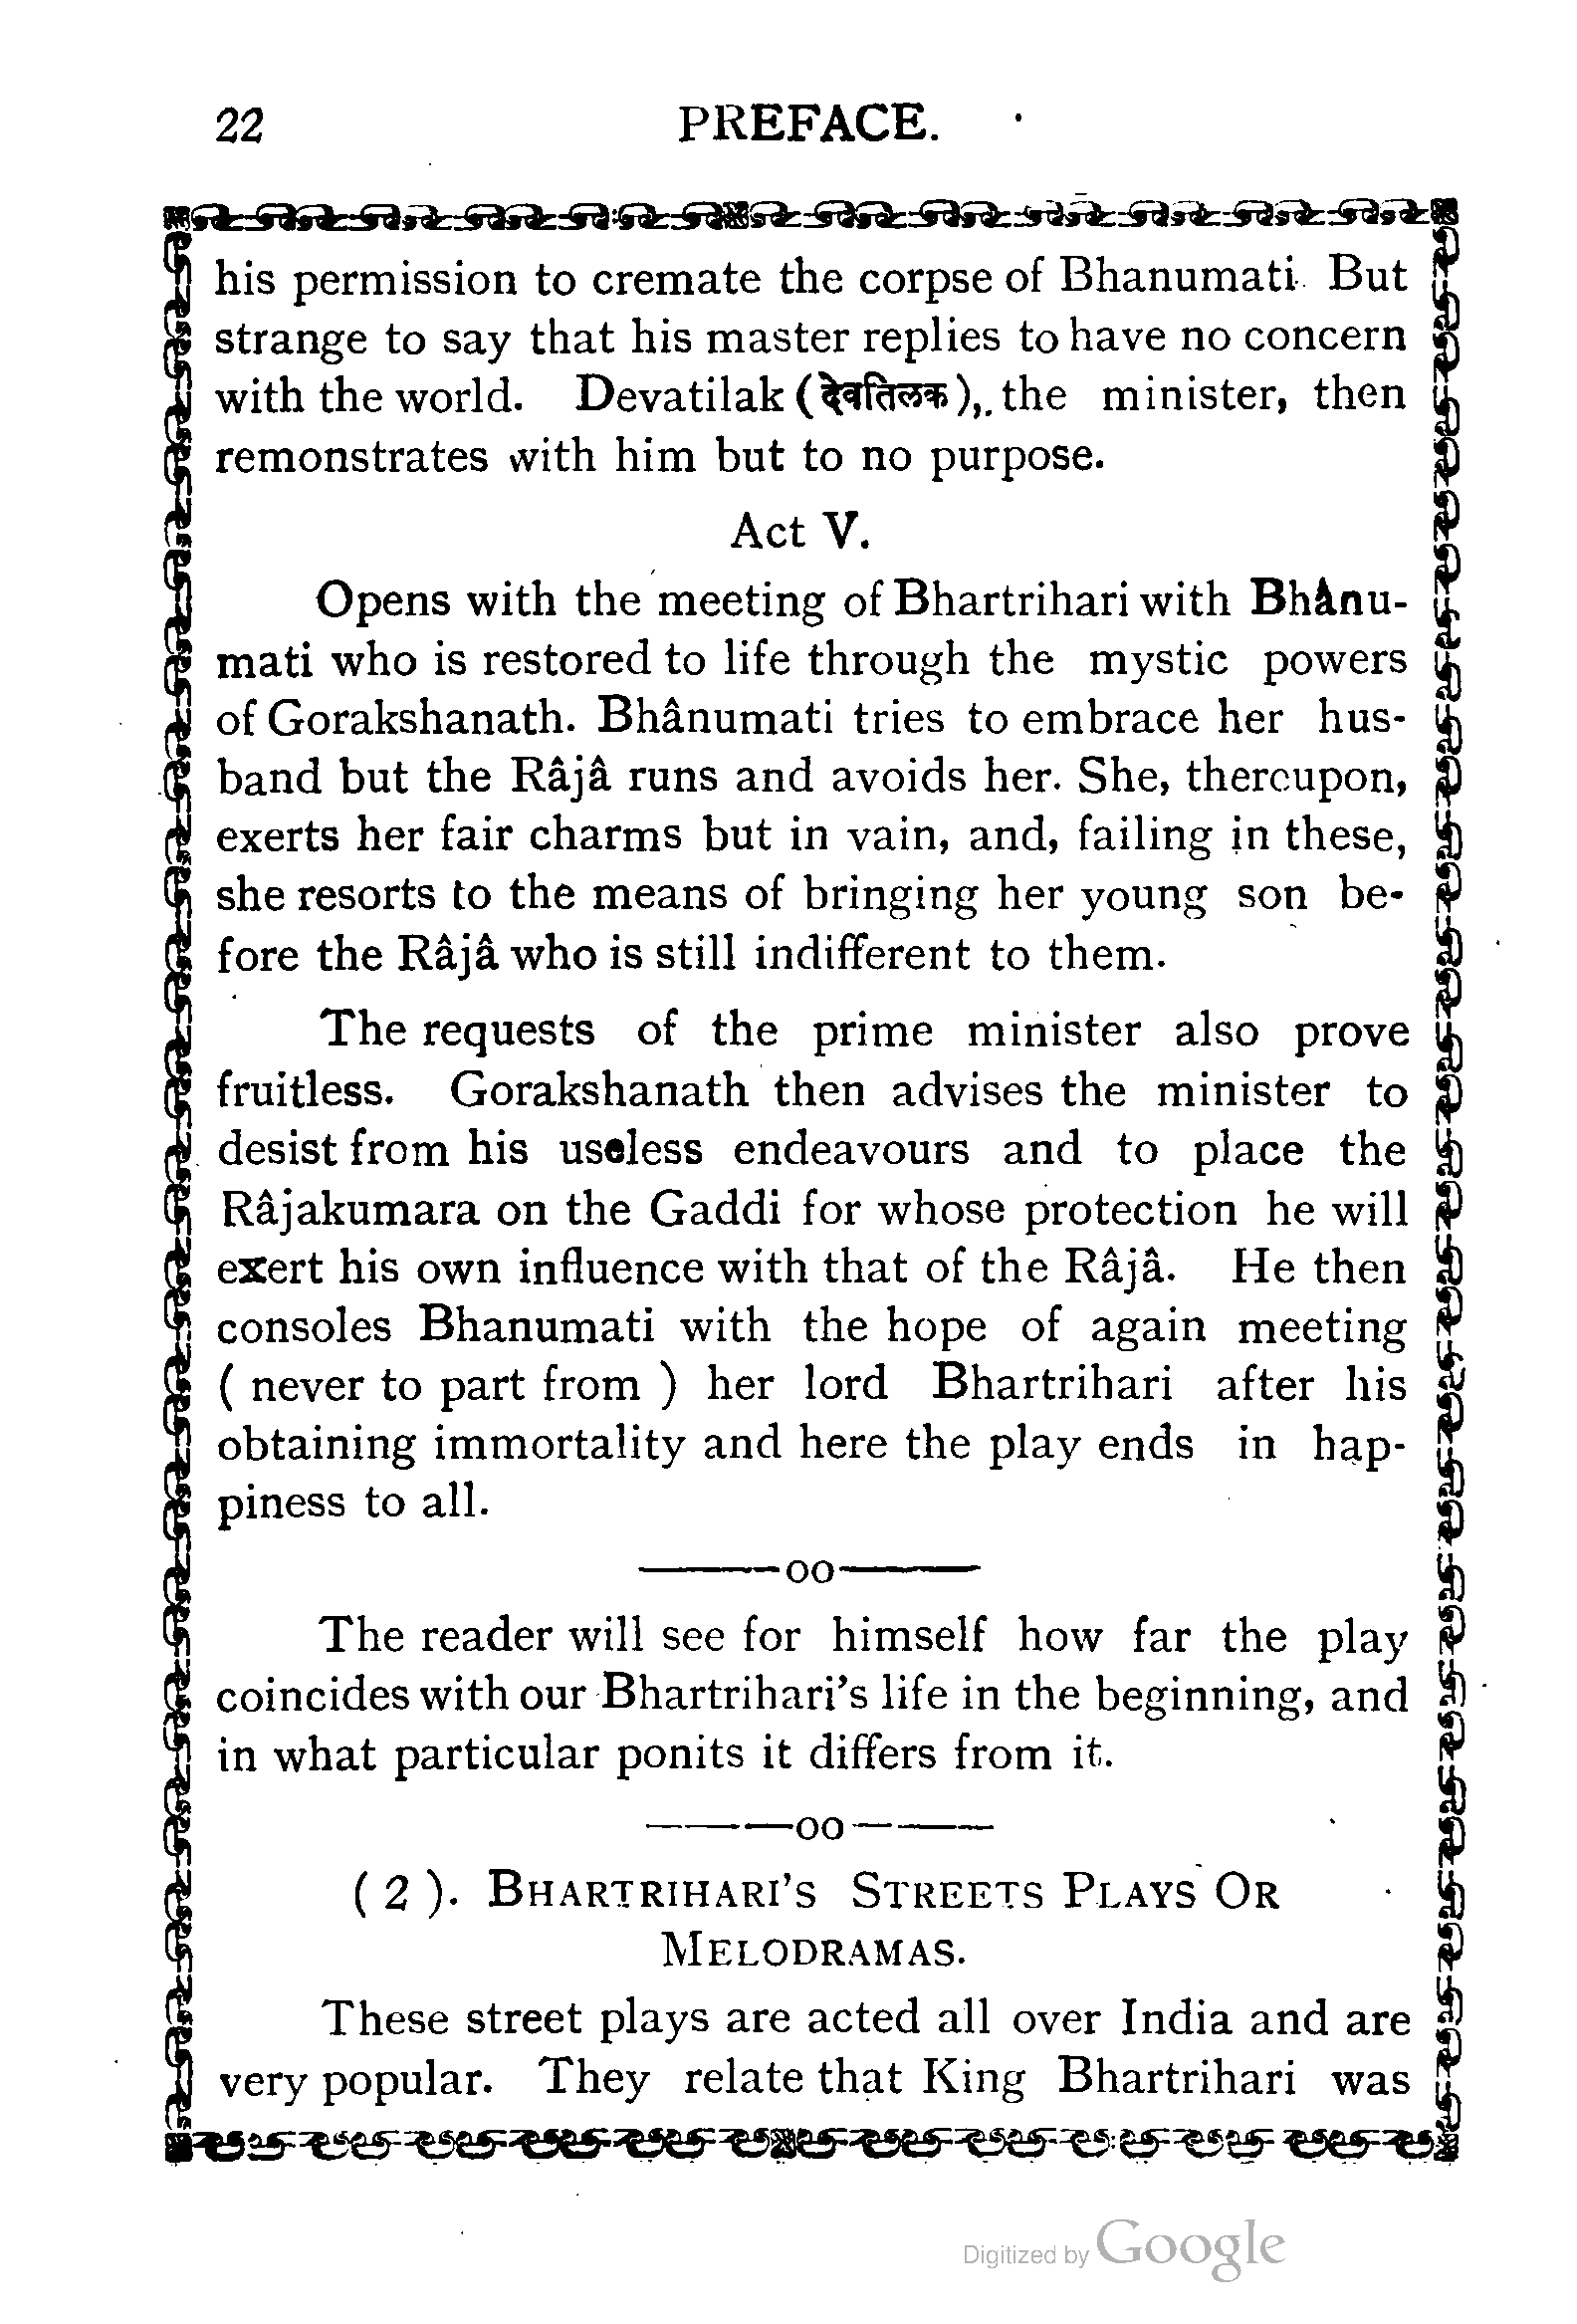 22 PREFACE.
his permission to cremate the corpse of Bhanumati. But
strange to say that his master replies to have no concern
with the world. Devatilak (देवतिलक), the minister, then
remonstrates with him but to no purpose.
Act V.
Opens with the meeting of Bhartrihari with Bhânu-
mati who is restored to life through the mystic powers
of Gorakshanath. Bhânumati tries to embrace her hus-
band but the Râjâ runs and avoids her. She, thereupon,
exerts her fair charms but in vain, and, failing in these,
she resorts to the means of bringing her young son be-
fore the Râjâ who is still indifferent to them.
The requests of the prime minister also prove
fruitless. Gorakshanath then advises the minister to
desist from his useless endeavours and to place the
Râjakumara on the Gaddi for whose protection he will
exert his own influence with that of the Râjâ. He then
consoles Bhanumati with the hope of again meeting
( never to part from ) her lord Bhartrihari after his
obtaining immortality and here the play ends in hap-
piness to all.
———oo———
The reader will see for himself how far the play
coincides with our Bhartrihari's life in the beginning, and
in what particular ponits it differs from it.
———oo———
( 2 ). BHARTRIHARI'S STREETS PLAYS OR
MELODRAMAS.
These street plays are acted all over India and are
very popular. They relate that King Bhartrihari was
Digitized by Google